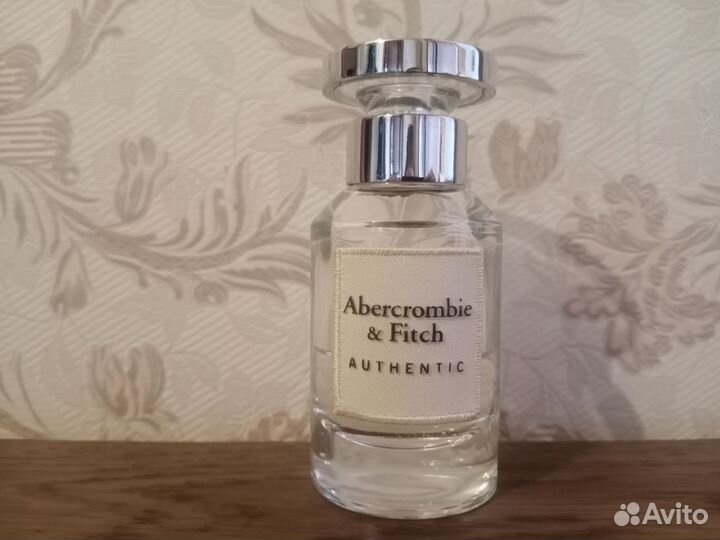 Abercrombie
& Fitch
AUTHENTIC
Avito